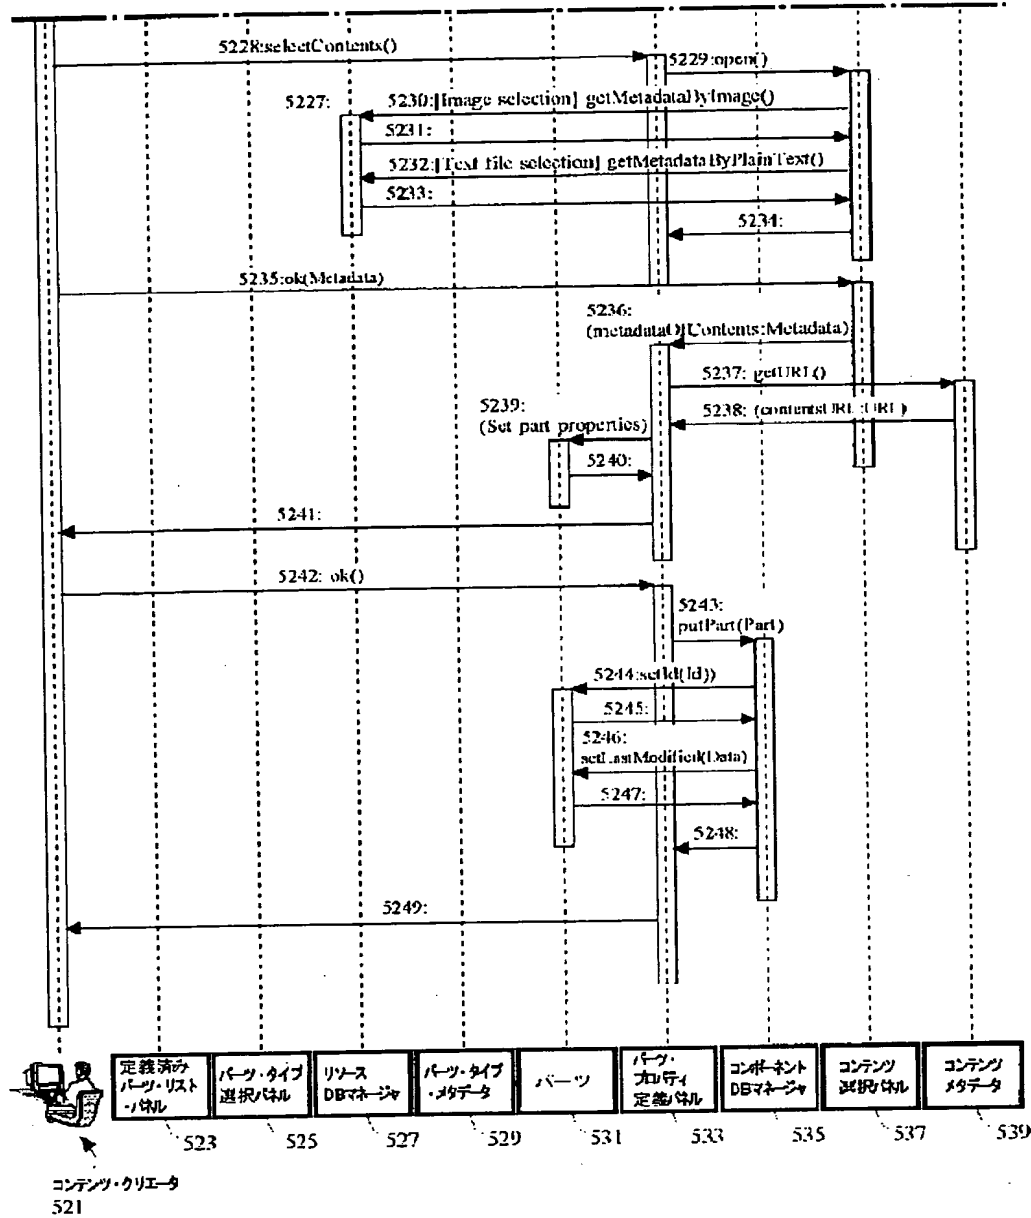 5228:selectContents()
5229:open()
5227:
5230:[Image selection] getMetadataByImage()
5231:
5232:[Text file selection] getMetadataByPlainText()
5233:
5234:
5235:ok(Metadata)
5236:
(metadataOfContents:Metadata)
5237: getURL()
5238: (contentsURL:URL)
5239:
(Set part properties)
5240:
5241:
5242: ok()
5243:
putPart(Part)
5244:setId(Id))
5245:
5246:
setLastModified(Data)
5247:
5248:
5249:
定義済み
パーツ・リスト
・パネル
パーツ・タイプ
選択パネル
リソース
DBマネージャ
パーツ・タイプ
・メタデータ
パーツ
パーツ・
プロパティ
定義パネル
コンポーネント
DBマネージャ
コンテンツ
選択パネル
コンテンツ
メタデータ
523
525
527
529
531
533
535
537
539
コンテンツ・クリエータ
521